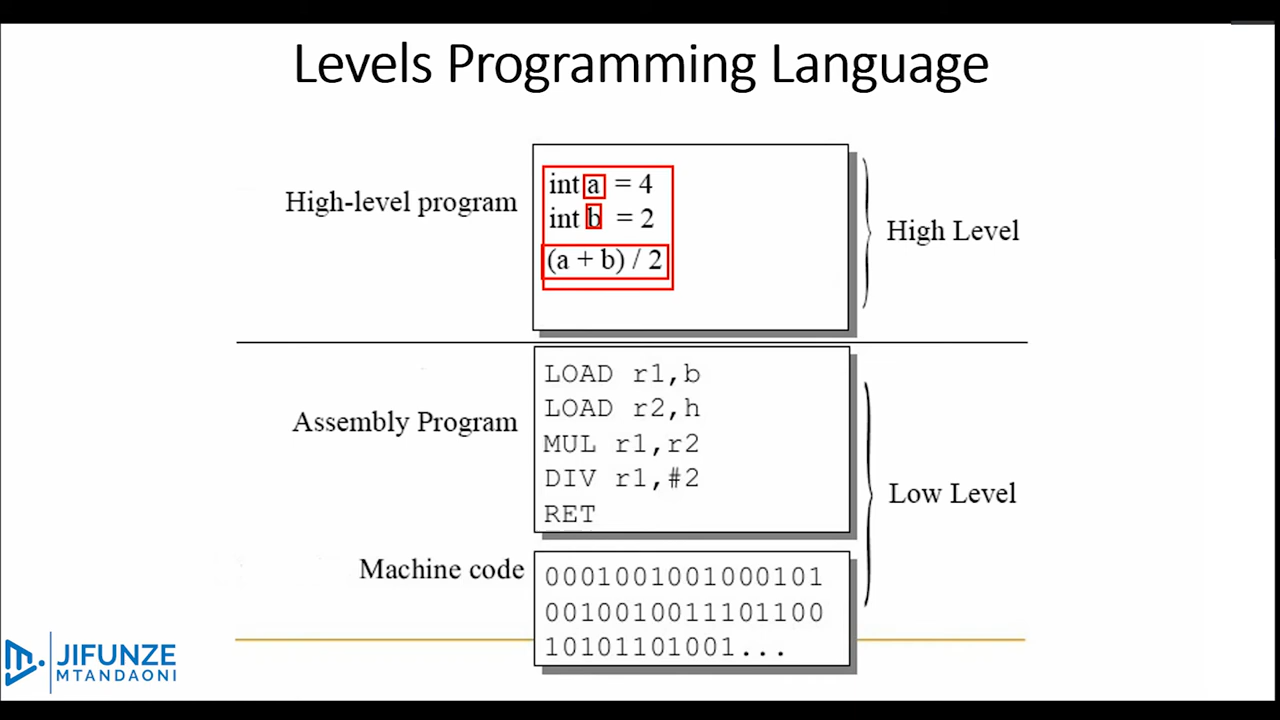 Levels Programming Language
High-level program
int a = 4
int b = 2
(a + b) / 2
High Level
Assembly Program
LOAD r1,b
LOAD r2,h
MUL r1,r2
DIV r1,#2
RET
Low Level
Machine code
0001001001000101
0010010011101100
10101101001...
JIFUNZE
MTANDAONI